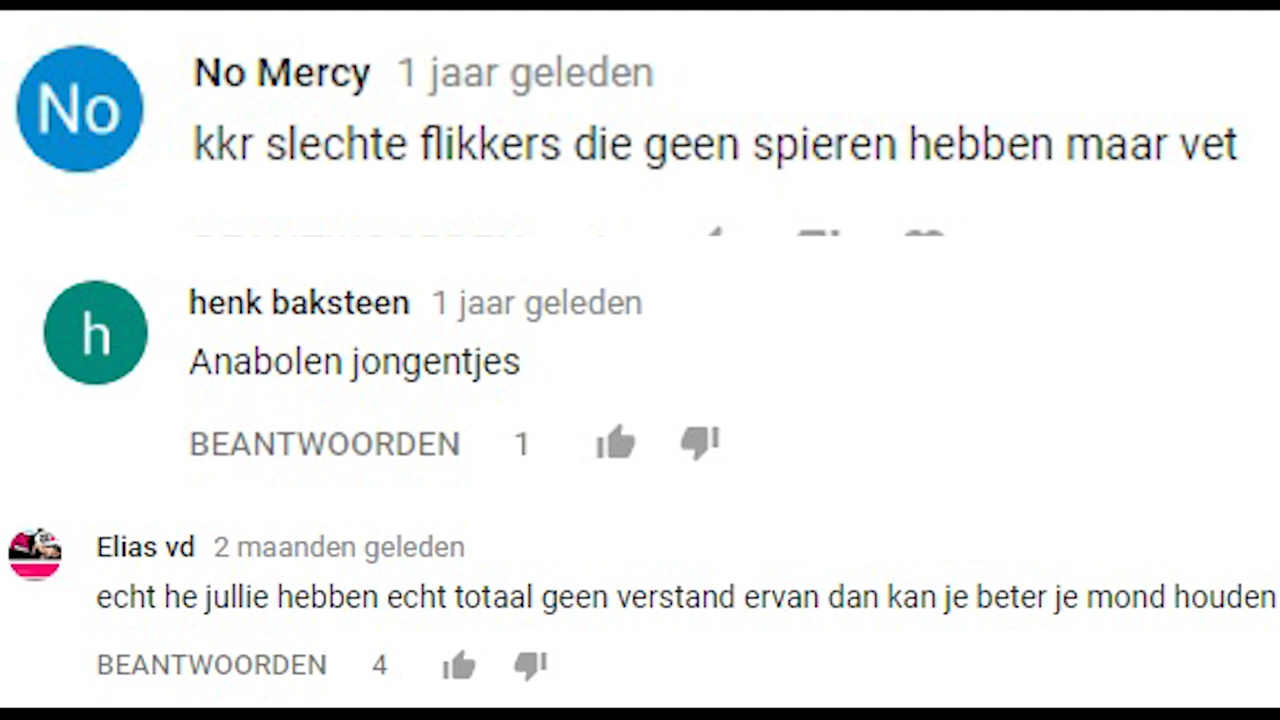 No
No Mercy 1 jaar geleden
kkr slechte flikkers die geen spieren hebben maar vet
h
henk baksteen 1 jaar geleden
Anabolen jongentjes
BEANTWOORDEN 1
Elias vd 2 maanden geleden
echt he jullie hebben echt totaal geen verstand ervan dan kan je beter je mond houden
BEANTWOORDEN 4